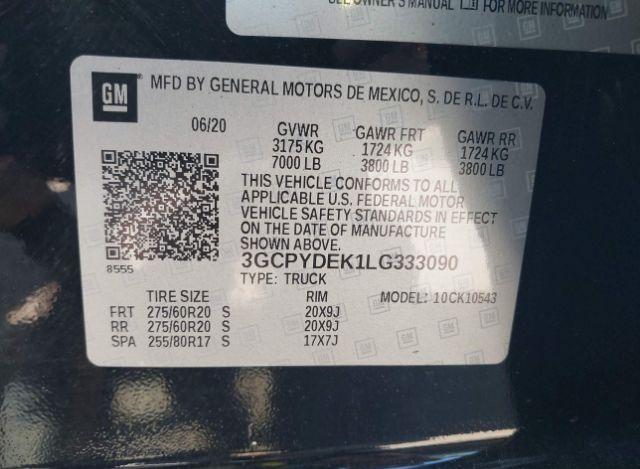 SEE OWNER'S MANUAL FOR MORE INFORMATION
GM
MFD BY GENERAL MOTORS DE MEXICO, S. DE R.L. DE C.V.
06/20 GVWR GAWR FRT GAWR RR
3175 KG 1724 KG 1724 KG
7000 LB 3800 LB 3800 LB
THIS VEHICLE CONFORMS TO ALL
APPLICABLE U.S. FEDERAL MOTOR
VEHICLE SAFETY STANDARDS IN EFFECT
ON THE DATE OF MANUFACTURE
SHOWN ABOVE.
3GCPYDEK1LG333090
8555
TYPE: TRUCK
TIRE SIZE RIM MODEL: 10CK10543
FRT 275/60R20 S 20X9J
RR 275/60R20 S 20X9J
SPA 255/80R17 S 17X7J